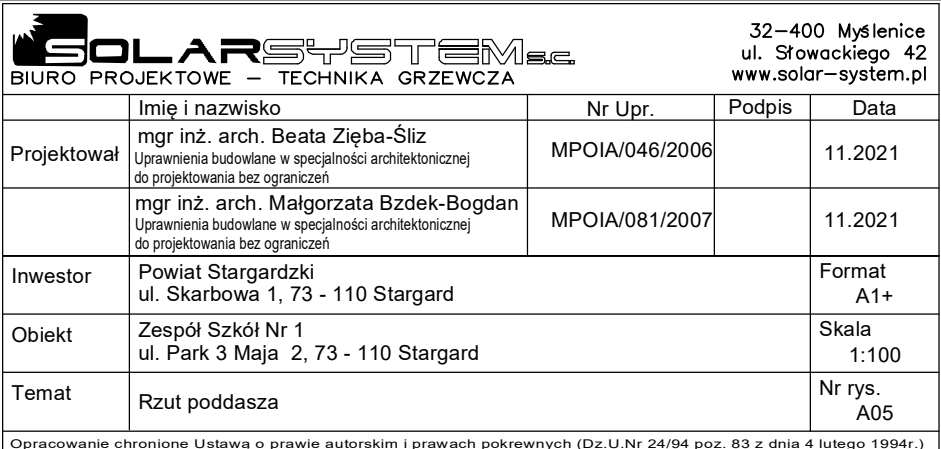 SOLARSYSTEM s.c.
BIURO PROJEKTOWE – TECHNIKA GRZEWCZA
32–400 Myślenice
ul. Słowackiego 42
www.solar–system.pl
Imię i nazwisko Nr Upr. Podpis Data
Projektował mgr inż. arch. Beata Zięba-Śliz MPOIA/046/2006 11.2021
Uprawnienia budowlane w specjalności architektonicznej
do projektowania bez ograniczeń
mgr inż. arch. Małgorzata Bzdek-Bogdan MPOIA/081/2007 11.2021
Uprawnienia budowlane w specjalności architektonicznej
do projektowania bez ograniczeń
Inwestor Powiat Stargardzki Format
ul. Skarbowa 1, 73 - 110 Stargard A1+
Obiekt Zespół Szkół Nr 1 Skala
ul. Park 3 Maja 2, 73 - 110 Stargard 1:100
Temat Rzut poddasza Nr rys.
A05
Opracowanie chronione Ustawą o prawie autorskim i prawach pokrewnych (Dz.U.Nr 24/94 poz. 83 z dnia 4 lutego 1994r.)